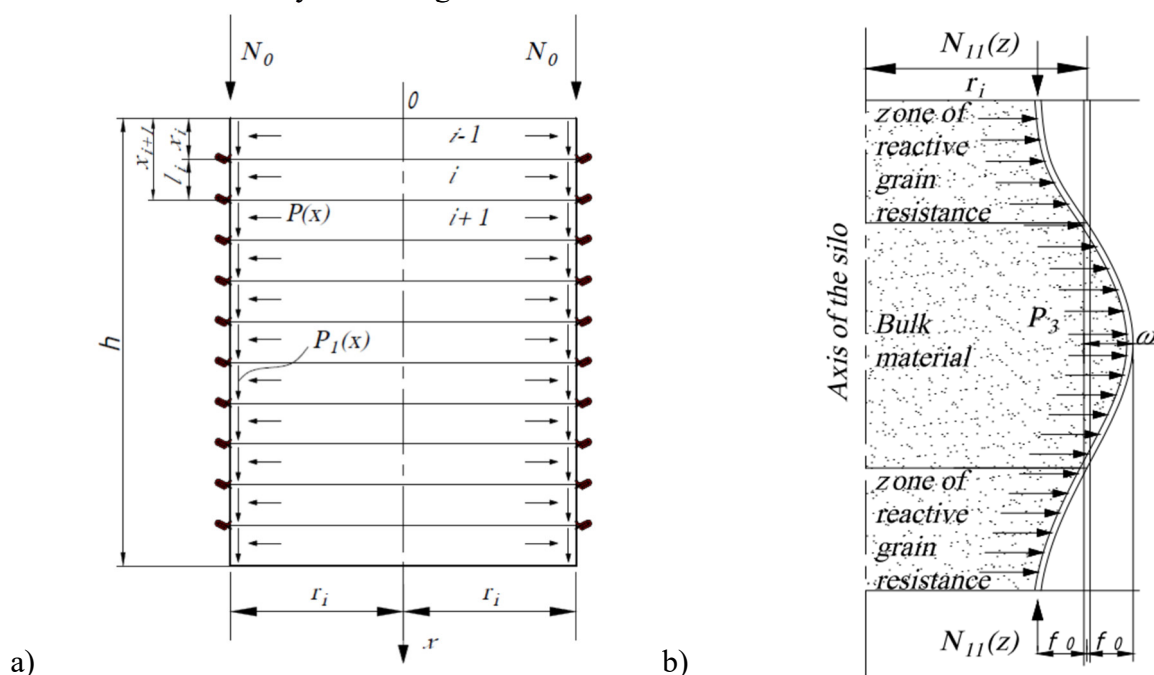 N0
N0
0
xi+1
xi
li
i-1
i
i+1
P(x)
P1(x)
h
ri
ri
x
a)
N11(z)
ri
zone of
reactive
grain
resistance
Axis of the silo
Bulk
material
P3
ω
zone of
reactive
grain
resistance
N11(z)
f0
f0
b)